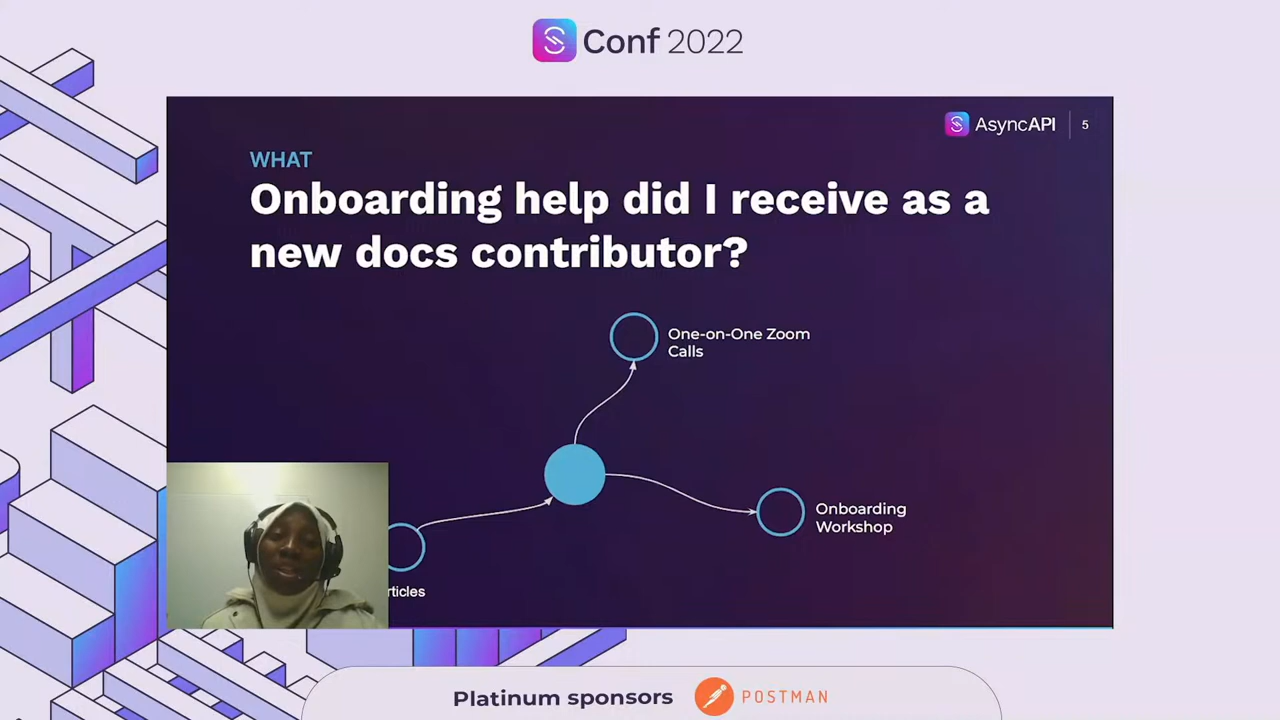 Conf 2022
AsyncAPI
5
WHAT
Onboarding help did I receive as a
new docs contributor?
One-on-One Zoom
Calls
Onboarding
Workshop
rticles
Platinum sponsors
POSTMAN